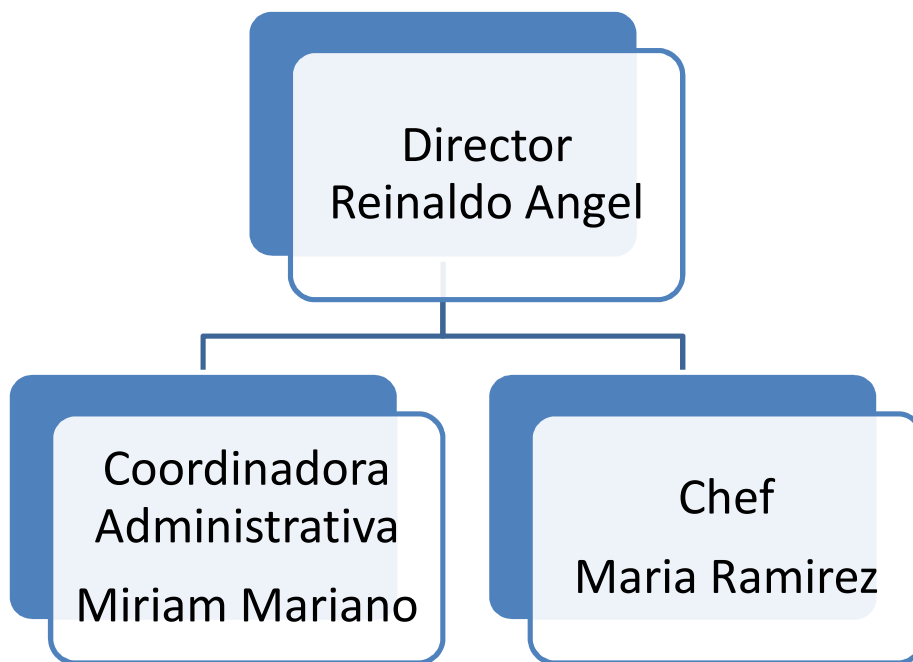 Director
Reinaldo Angel
Coordinadora
Administrativa
Miriam Mariano
Chef
Maria Ramirez